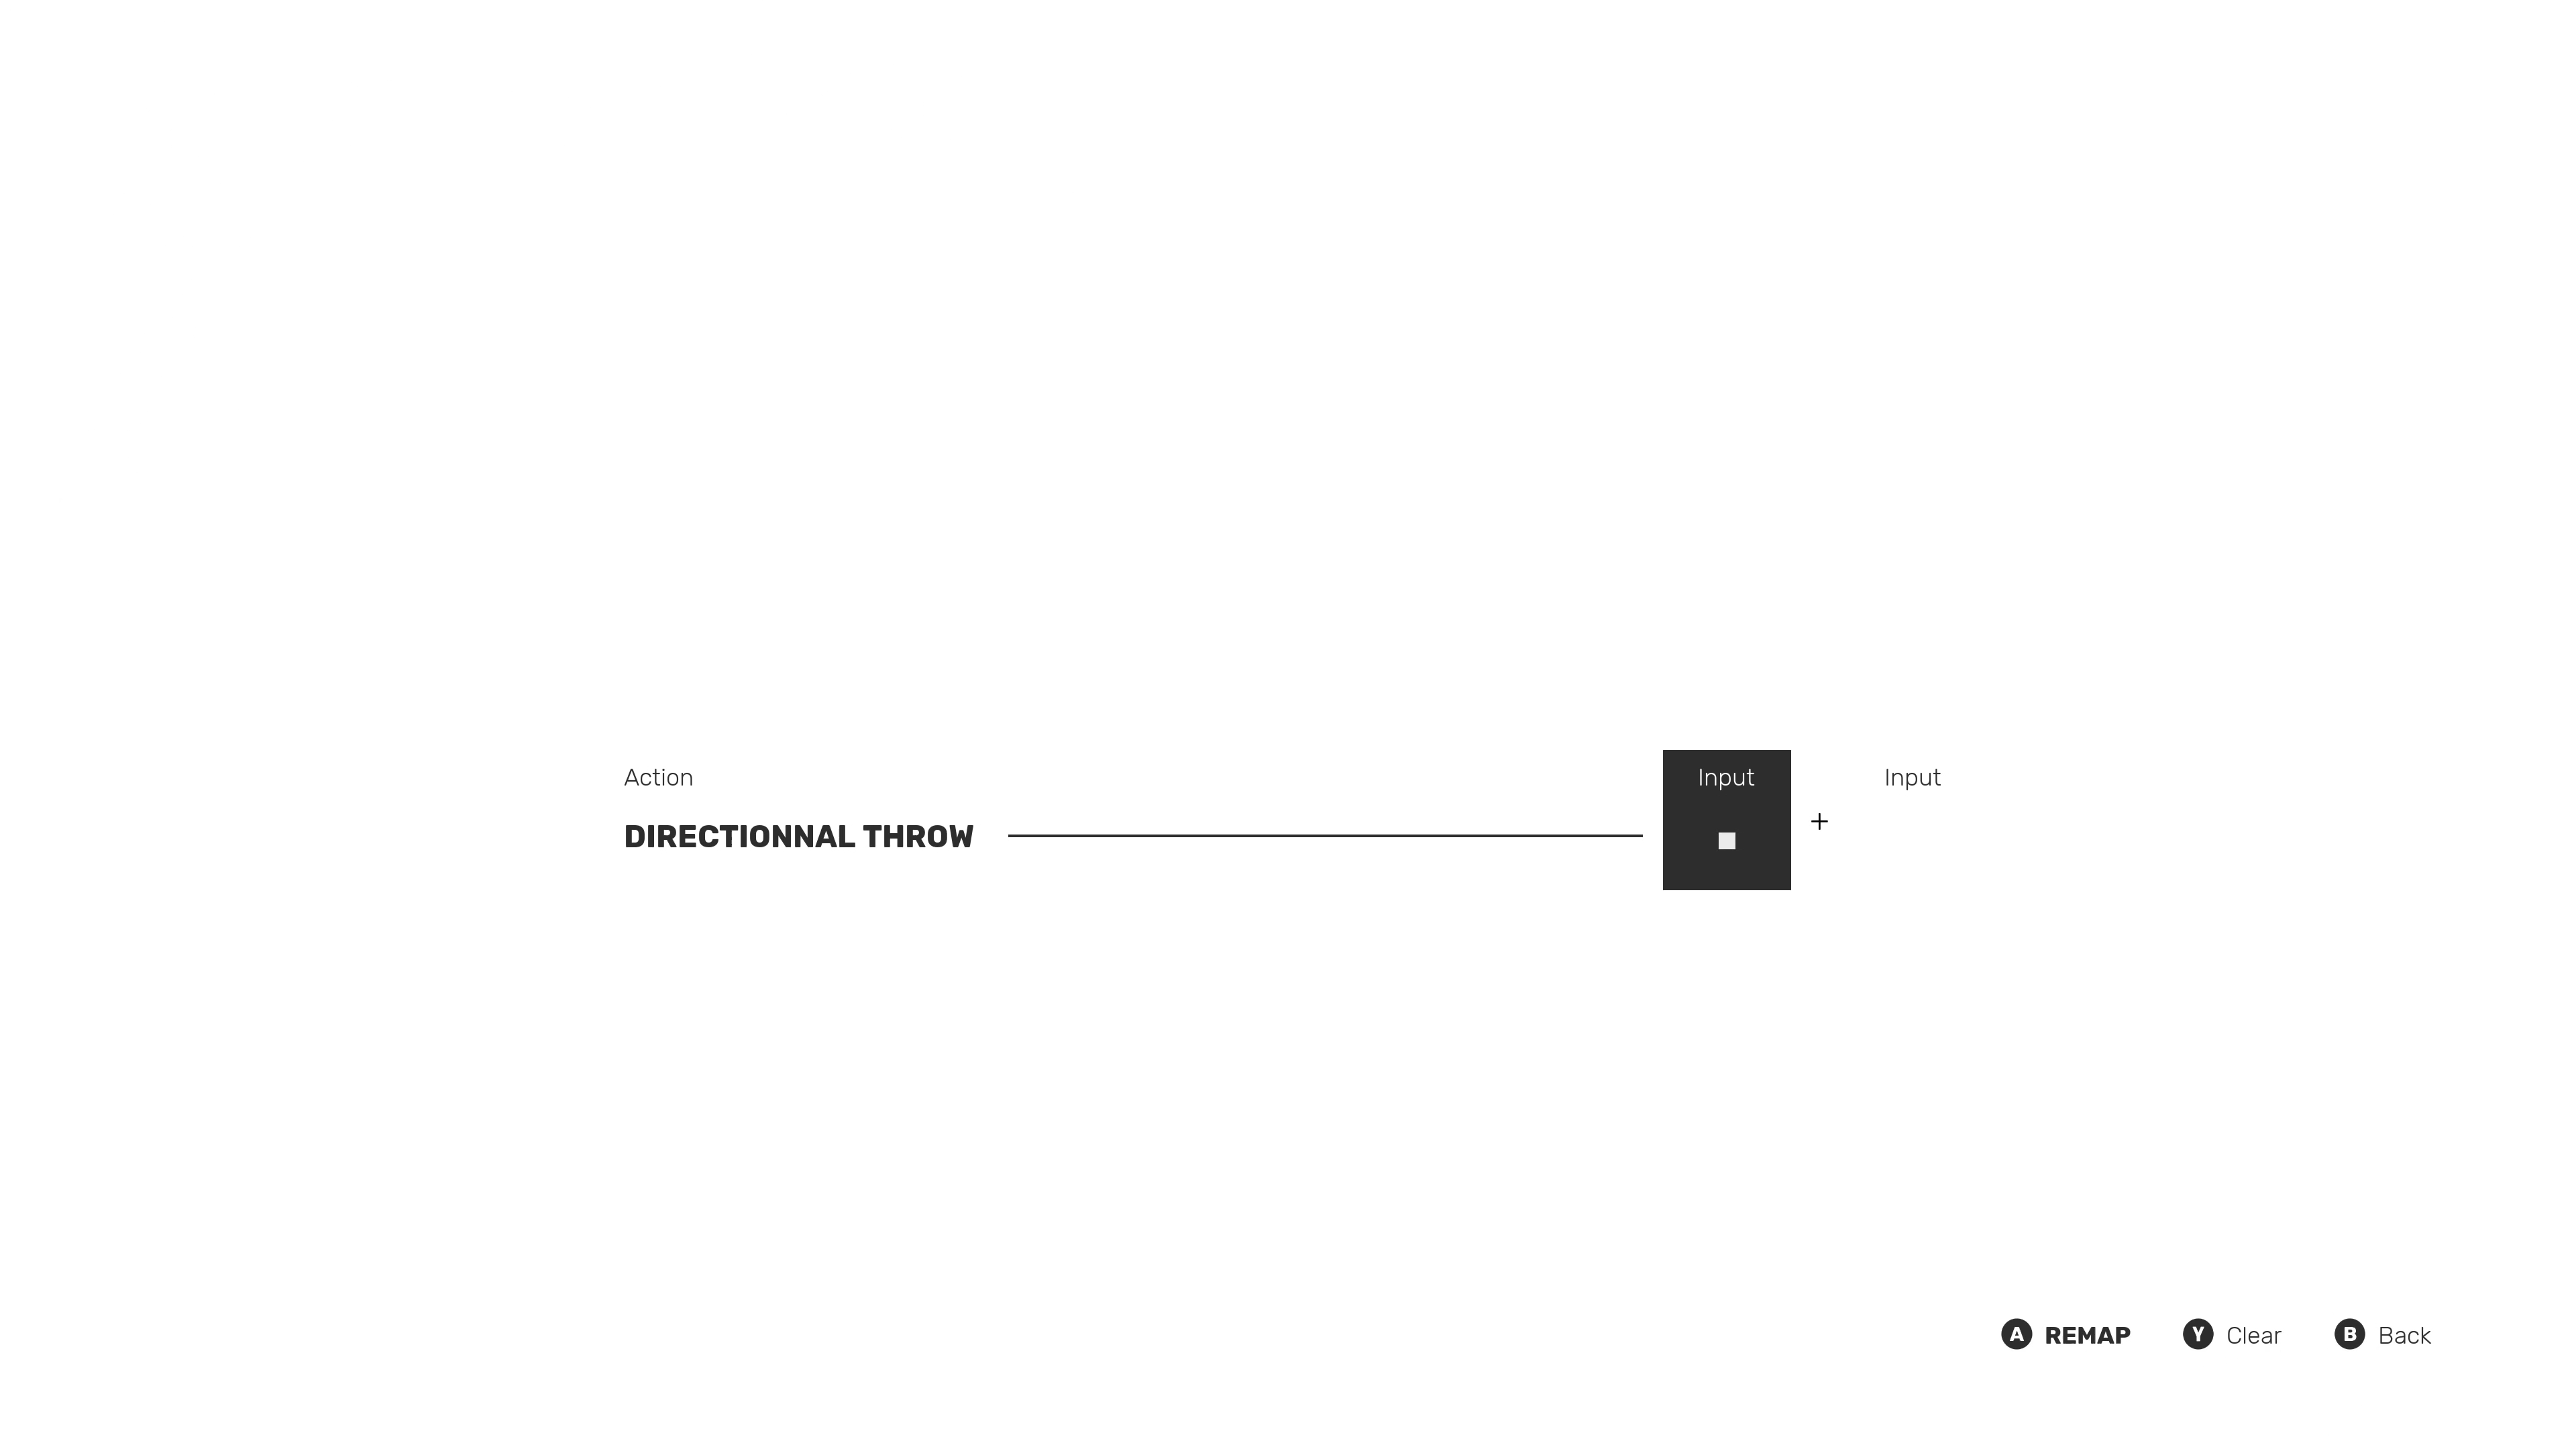 Action
Input
Input
DIRECTIONNAL THROW
+
A REMAP
Y Clear
B Back